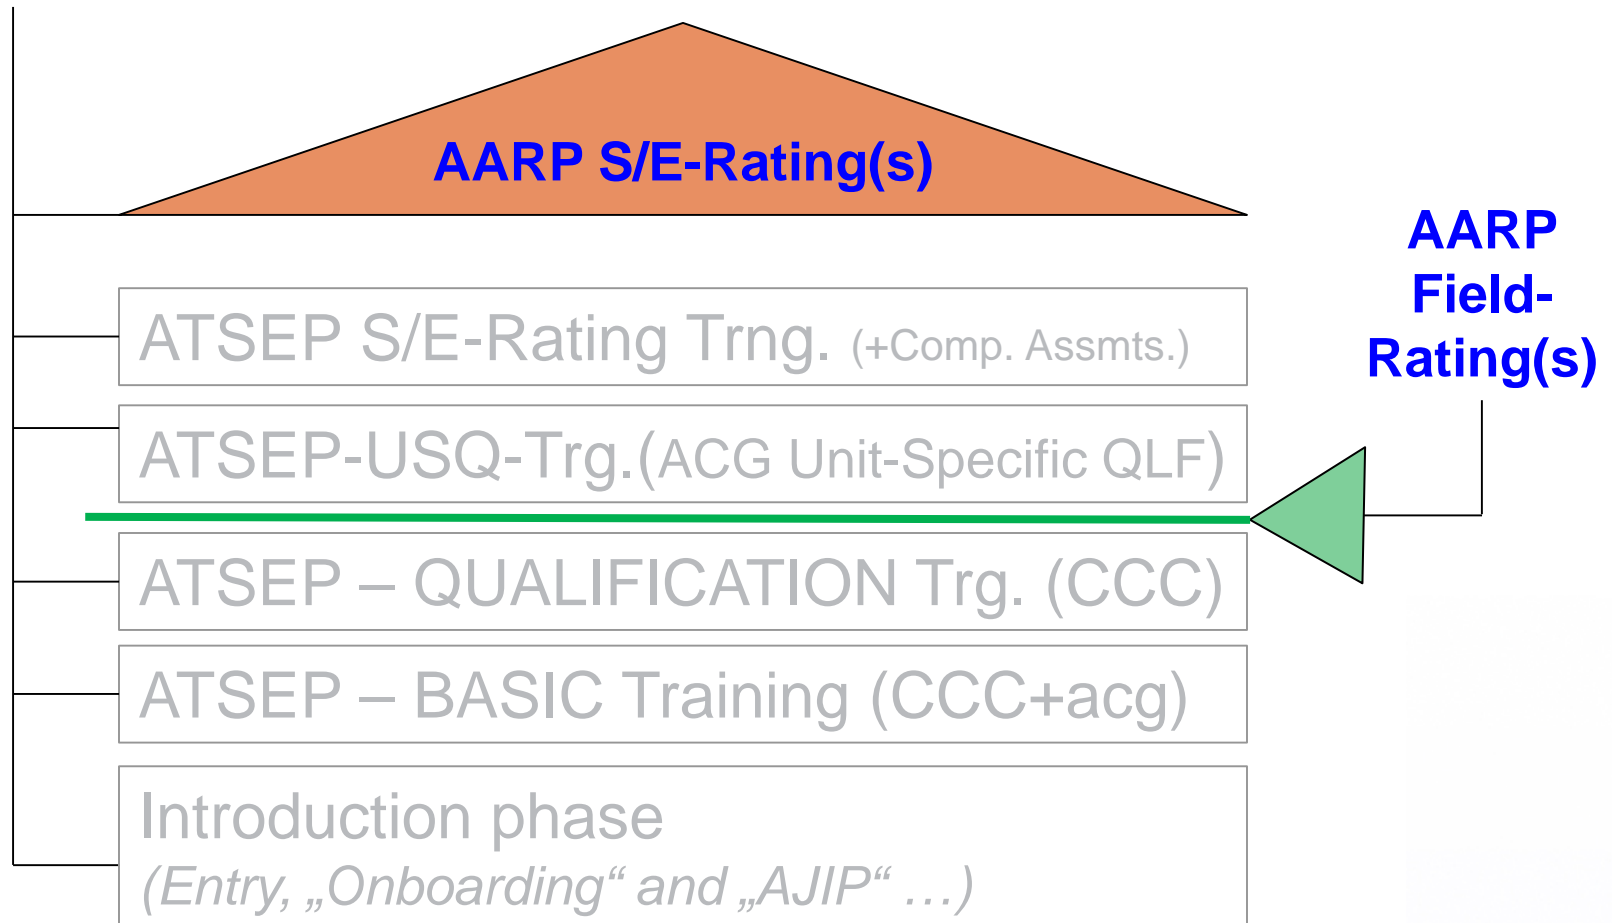 AARP S/E-Rating(s)
AARP
Field-
Rating(s)
ATSEP S/E-Rating Trng. (+Comp. Assmts.)
ATSEP-USQ-Trg.(ACG Unit-Specific QLF)
ATSEP – QUALIFICATION Trg. (CCC)
ATSEP – BASIC Training (CCC+acg)
Introduction phase
(Entry, „Onboarding“ and „AJIP“ …)